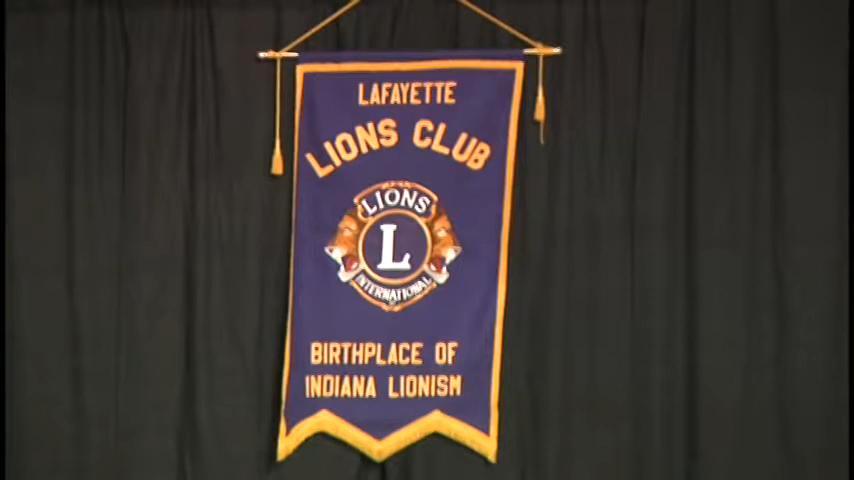 LAFAYETTE
LIONS CLUB
LIONS
L
INTERNATIONAL
BIRTHPLACE OF
INDIANA LIONISM